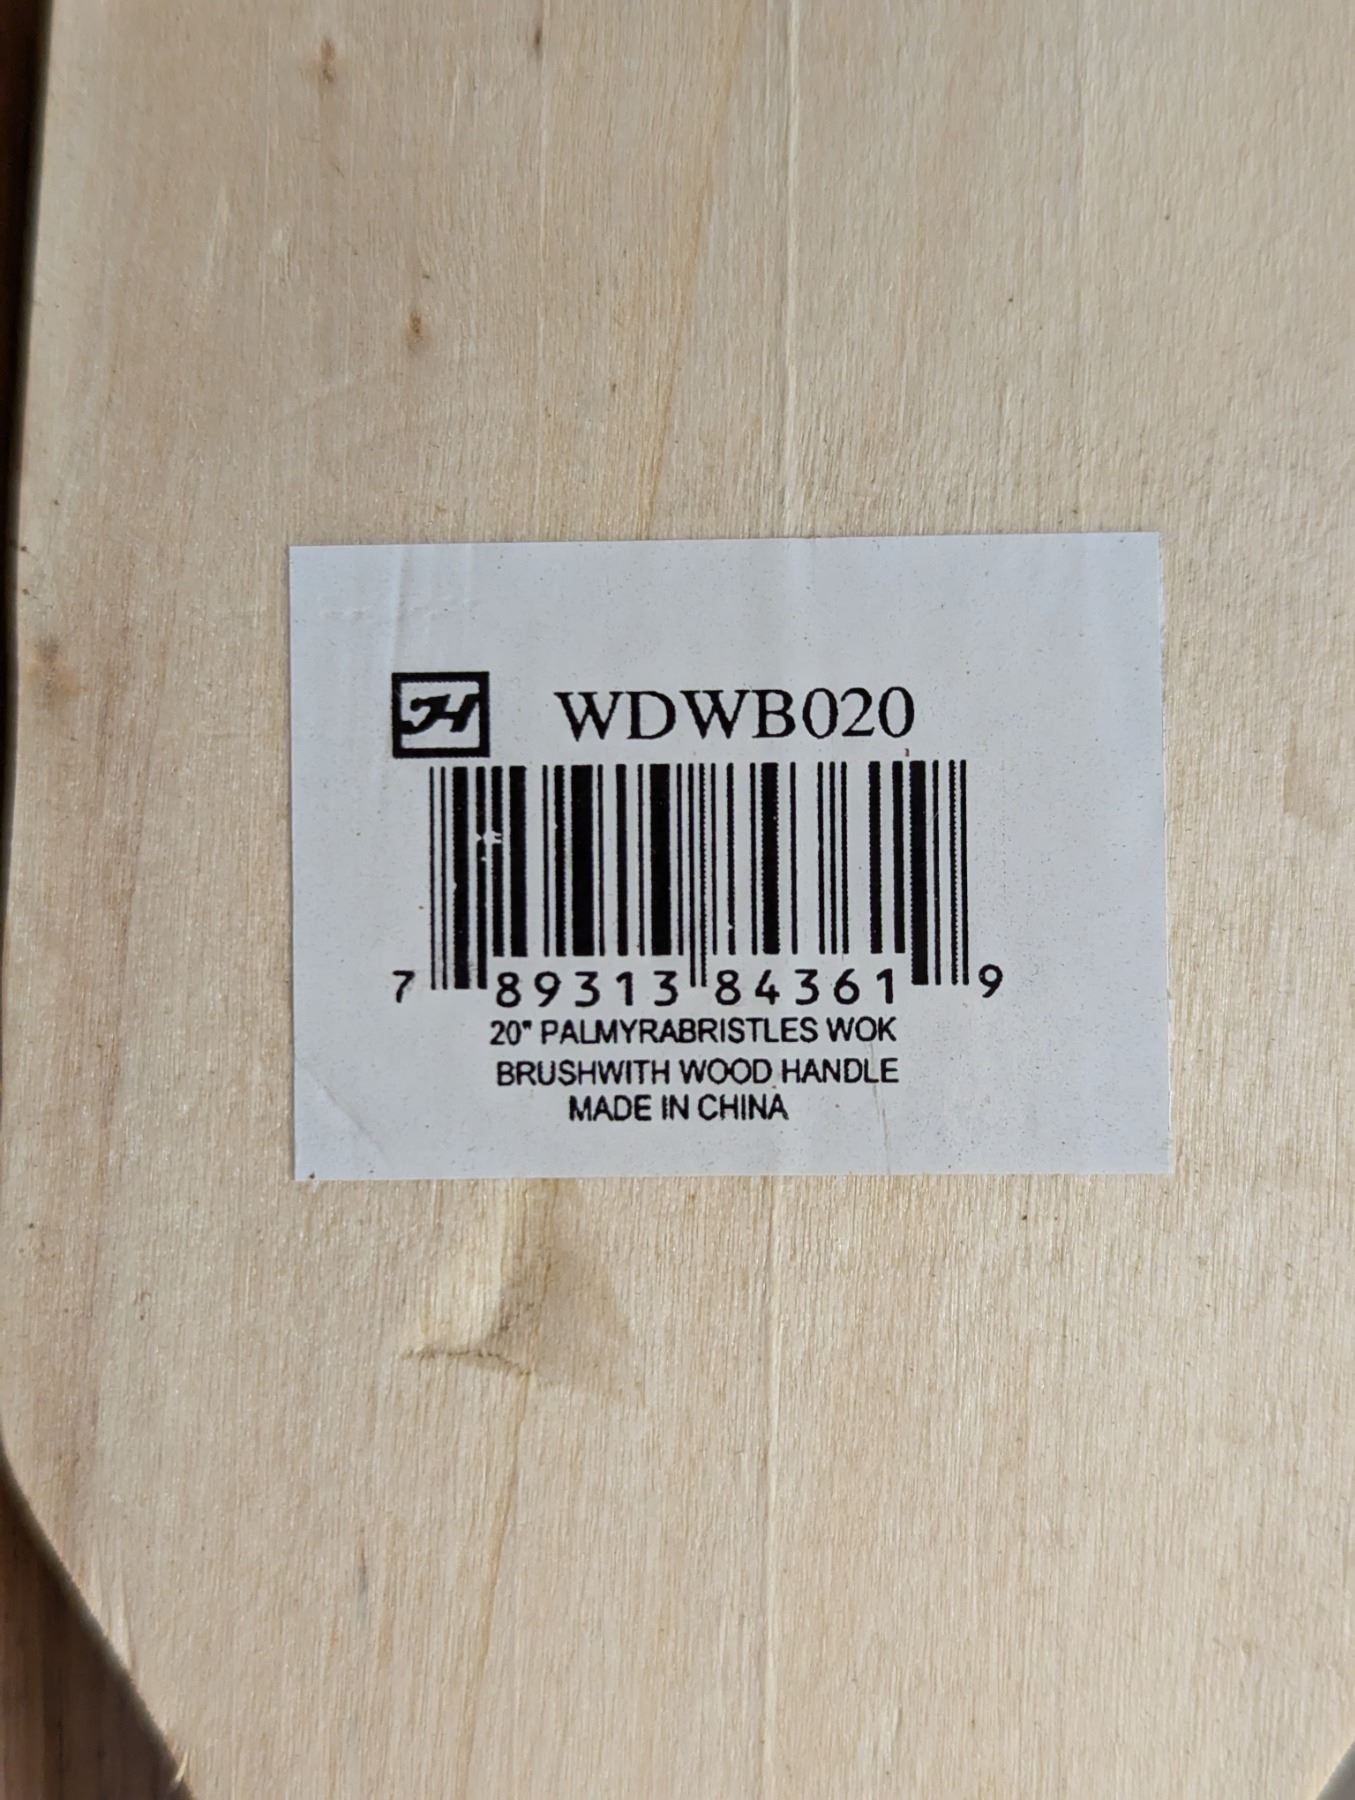 H WDWB020
7 89313 84361 9
20" PALMYRABRISTLES WOK
BRUSHWITH WOOD HANDLE
MADE IN CHINA